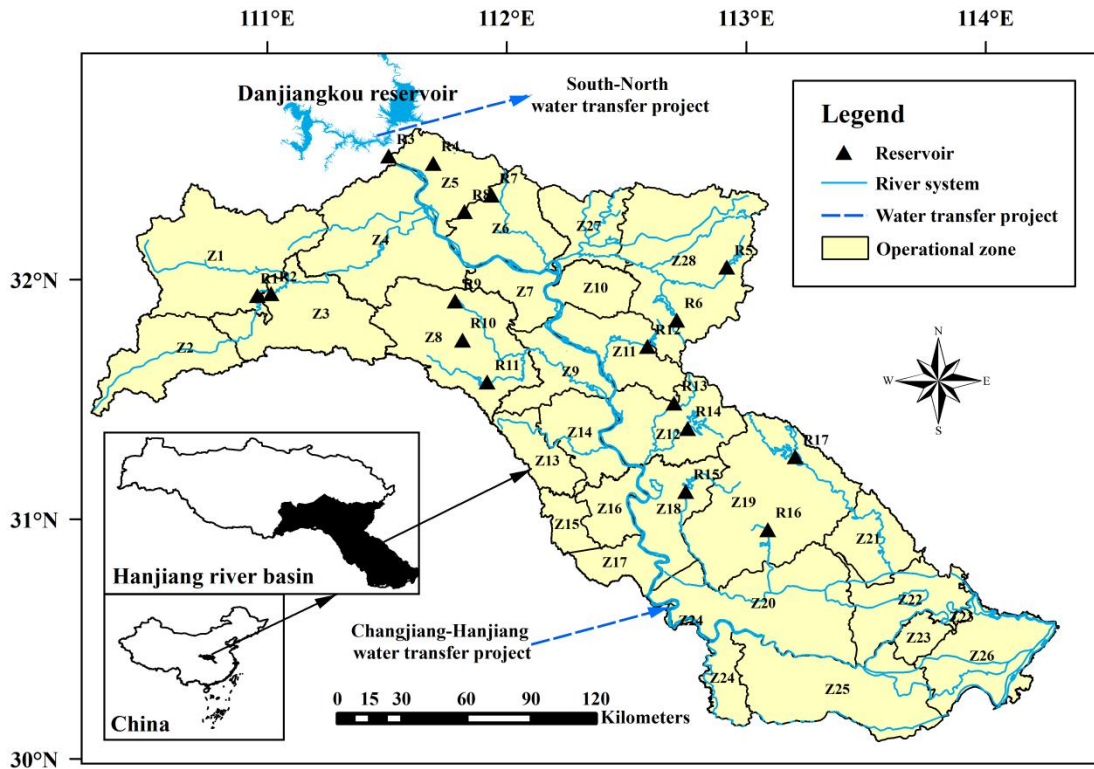 111°E
112°E
113°E
114°E
South-North
water transfer project
Danjiangkou reservoir
Legend
Reservoir
River system
Water transfer project
Operational zone
R3
R4
Z5
R7
R8
Z6
Z27
Z4
Z1
Z28
R5
32°N
R1
R2
Z7
Z10
R9
Z3
R6
R10
Z8
R12
Z11
Z2
R11
Z9
N
W
E
S
R13
R14
Z14
Z12
Z13
R17
R15
Z18
Z19
Z16
R16
Z15
31°N
Z17
Z21
Hanjiang river basin
Z20
Z22
Z24
Z23
Z23
Z26
Changjiang-Hanjiang
water transfer project
Z24
Z25
0 15 30 60 90 120
Kilometers
China
30°N